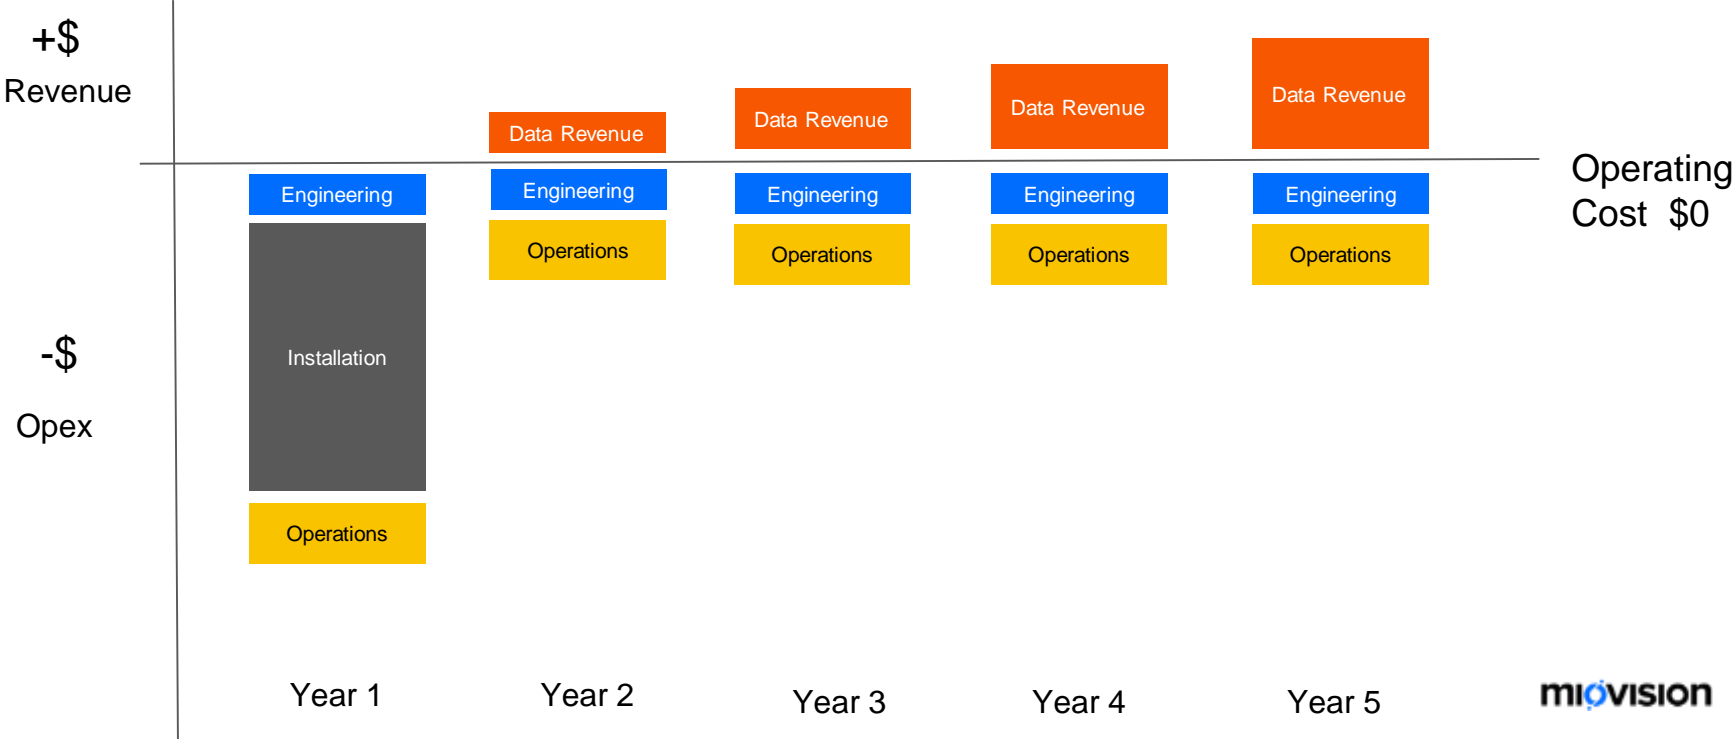 +$
Revenue
Data Revenue
Data Revenue
Data Revenue
Data Revenue
Operating
Cost $0
Engineering
Engineering
Engineering
Engineering
Engineering
Operations
Operations
Operations
Operations
-$
Installation
Opex
Operations
Year 1
Year 2
Year 3
Year 4
Year 5
miovision